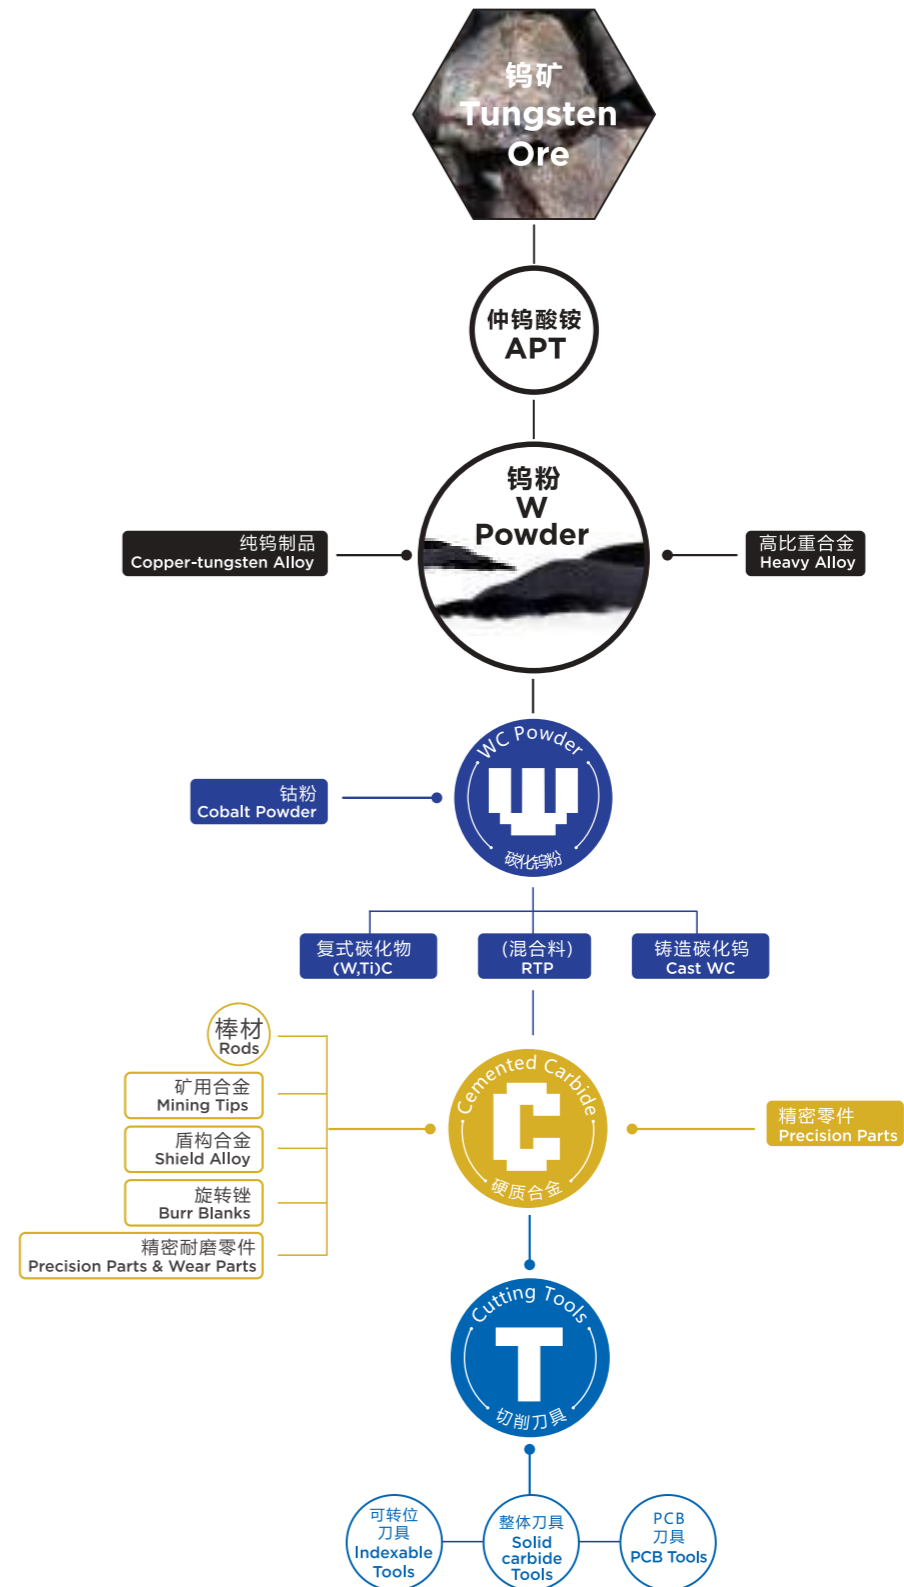 钨矿
Tungsten
Ore
仲钨酸铵
APT
钨粉
W
Powder
纯钨制品
Copper-tungsten Alloy
高比重合金
Heavy Alloy
WC Powder
碳化钨粉
钴粉
Cobalt Powder
复式碳化物
(W,Ti)C
(混合料)
RTP
铸造碳化钨
Cast WC
棒材
Rods
矿用合金
Mining Tips
盾构合金
Shield Alloy
旋转锉
Burr Blanks
精密耐磨零件
Precision Parts & Wear Parts
Cemented Carbide
C
硬质合金
精密零件
Precision Parts
Cutting Tools
T
切削刀具
可转位
刀具
Indexable
Tools
整体刀具
Solid
carbide
Tools
PCB
刀具
PCB Tools